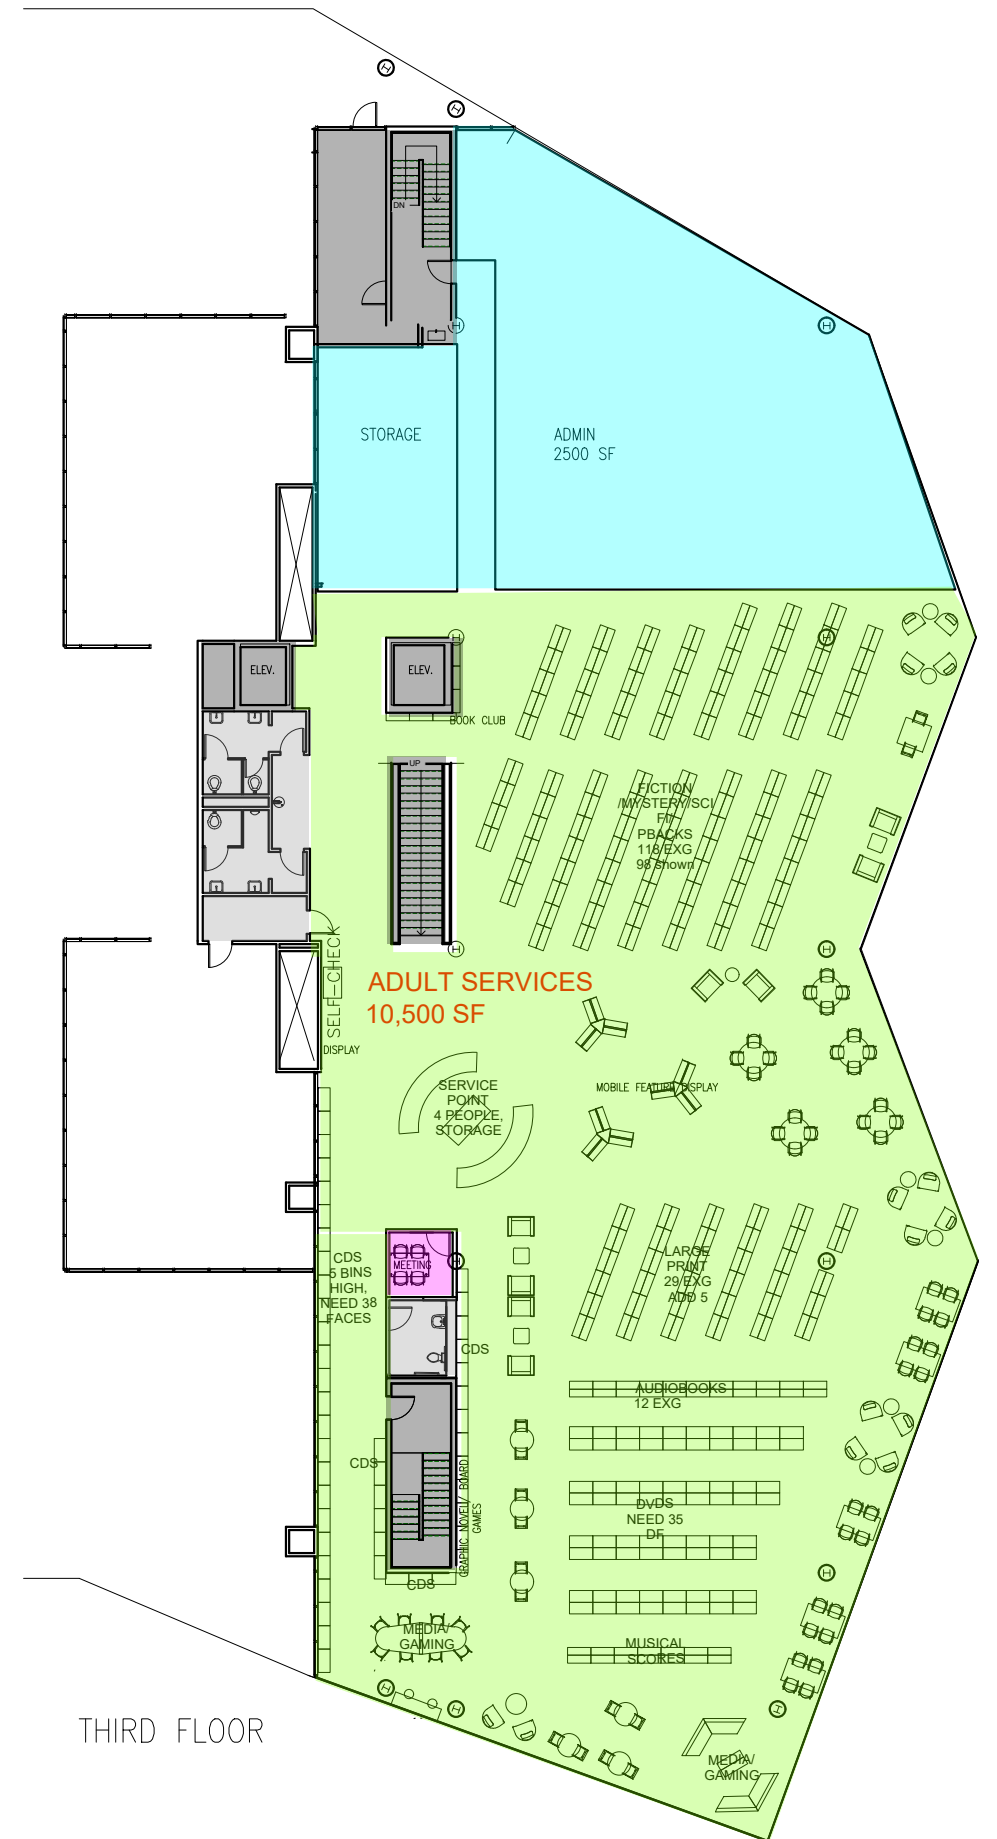 DN
STORAGE
ADMIN
2500 SF
ELEV.
ELEV.
BOOK CLUB
UP
FICTION
/MYSTERY/SCI
FI/
PBACKS
118 EXG
98 shown
SELF-CHECK
ADULT SERVICES
10,500 SF
DISPLAY
SERVICE
POINT
4 PEOPLE,
STORAGE
MOBILE FEATURE/DISPLAY
CDS
5 BINS
HIGH,
NEED 38
FACES
MEETING
LARGE
PRINT
29 EXG
ADD 5
CDS
AUDIOBOOKS
12 EXG
CDS
GRAPHIC NOVEL/ BOARD
GAMES
DVDS
NEED 35
DF
CDS
MEDIA/
GAMING
MUSICAL
SCORES
THIRD FLOOR
MEDIA/
GAMING